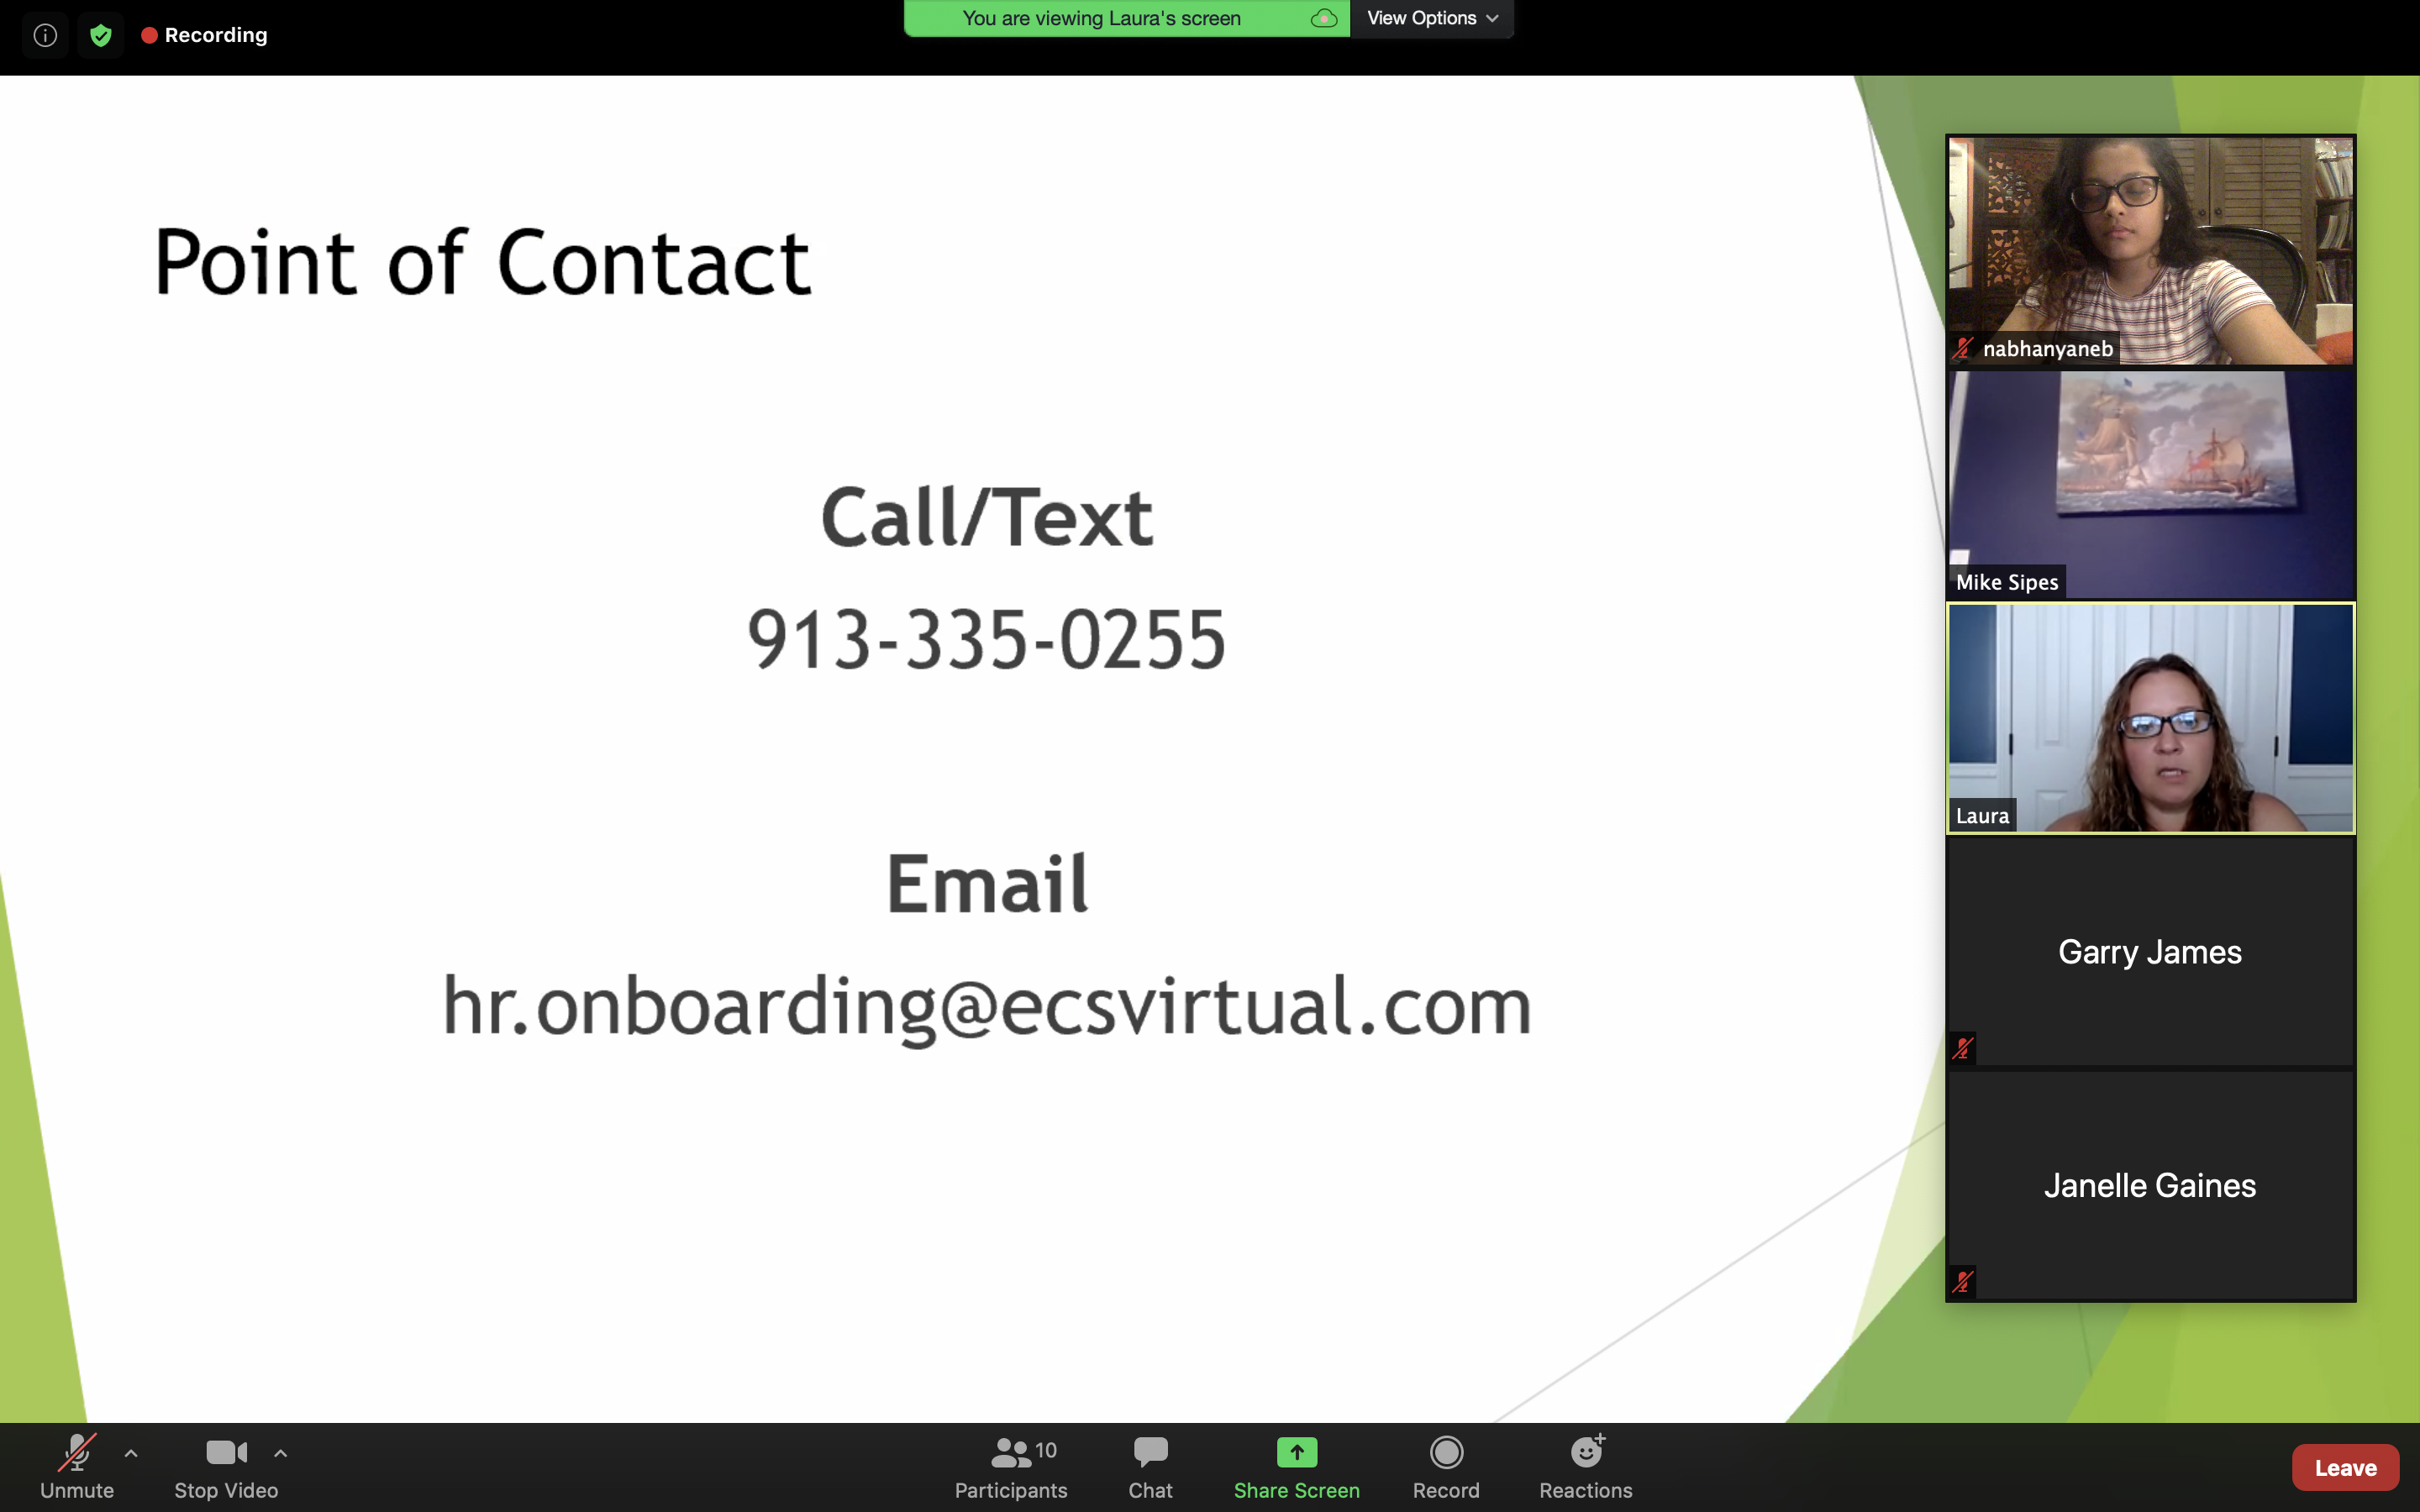 Recording
You are viewing Laura's screen
View Options
Point of Contact
Call/Text
913-335-0255
Email
hr.onboarding@ecsvirtual.com
nabhanyaneb
Mike Sipes
Laura
Garry James
Janelle Gaines
Unmute
Stop Video
10
Participants
Chat
Share Screen
Record
Reactions
Leave